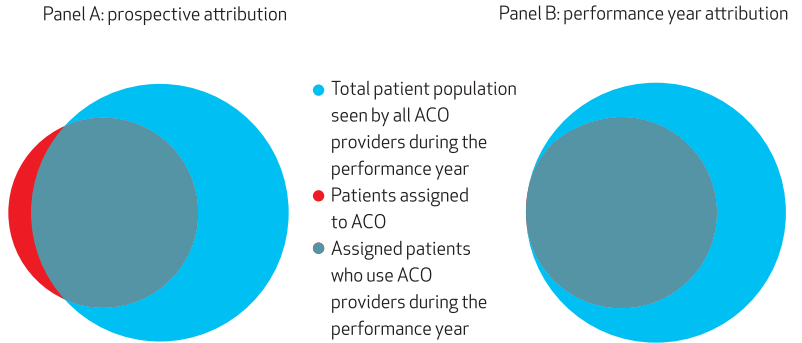 Panel A: prospective attribution
Panel B: performance year attribution
Total patient population
seen by all ACO
providers during the
performance year
Patients assigned
to ACO
Assigned patients
who use ACO
providers during the
performance year